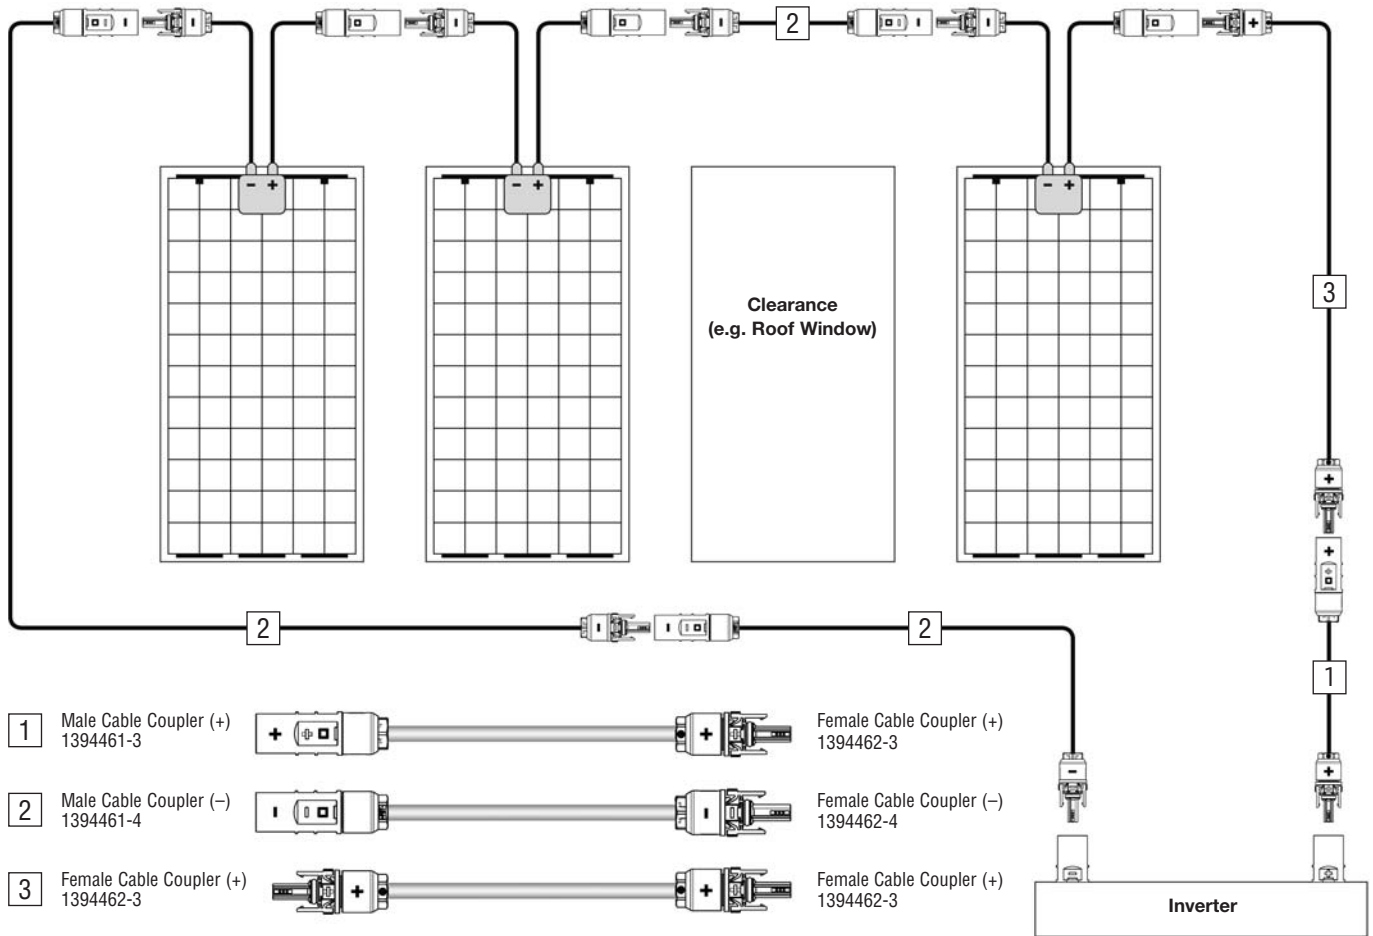 2
- +
- +
Clearance
(e.g. Roof Window)
- +
3
2
2
1
1 Male Cable Coupler (+)
1394461-3
Female Cable Coupler (+)
1394462-3
2 Male Cable Coupler (–)
1394461-4
Female Cable Coupler (–)
1394462-4
3 Female Cable Coupler (+)
1394462-3
Female Cable Coupler (+)
1394462-3
Inverter